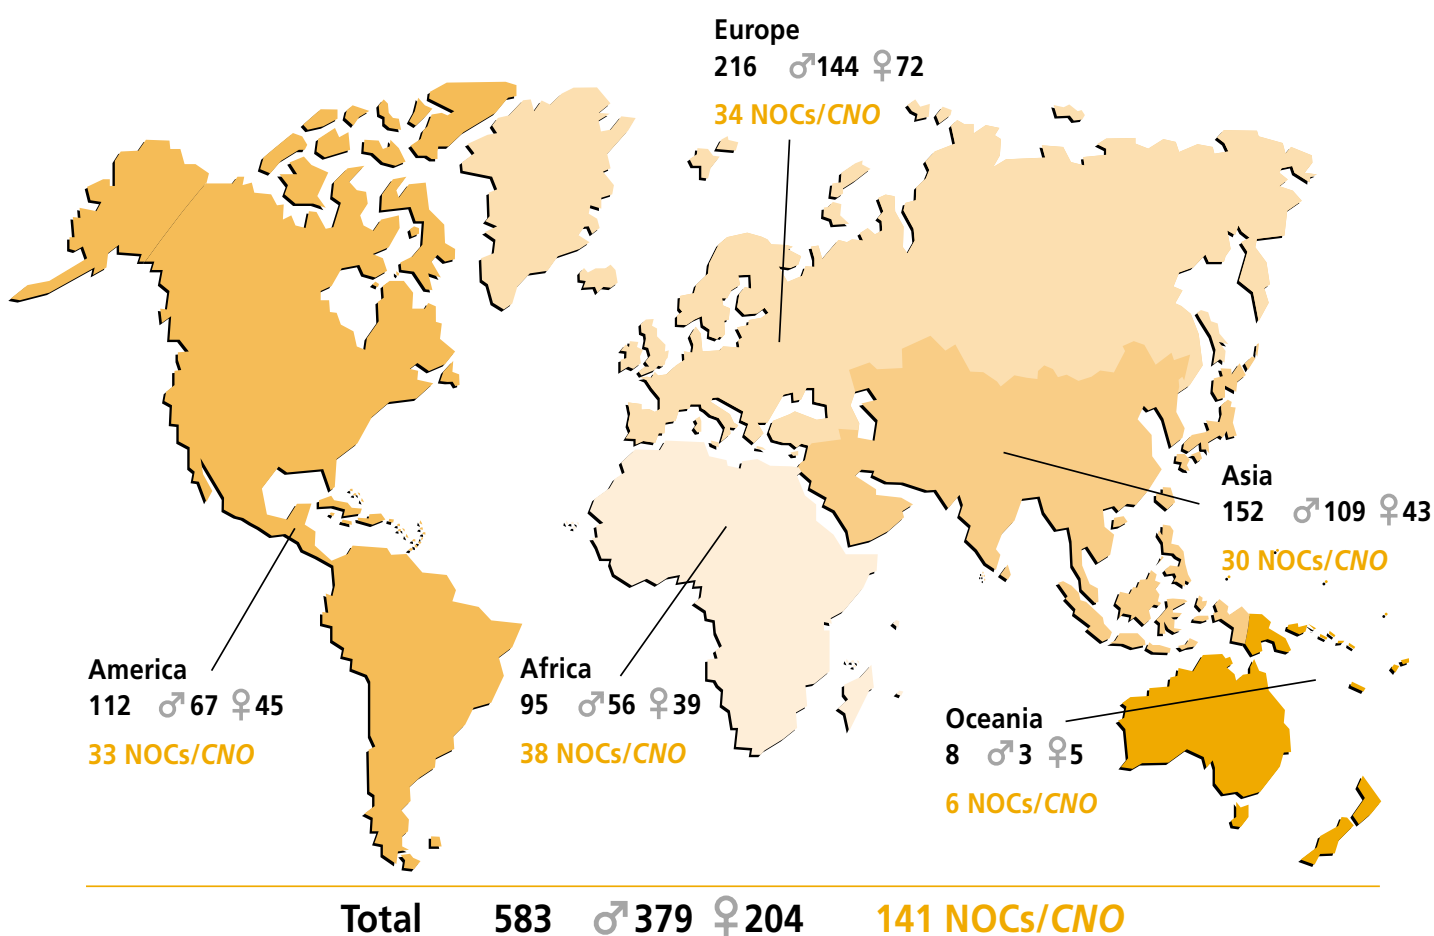 Europe
216 ♂144 ♀72
34 NOCs/CNO
Asia
152 ♂109 ♀43
30 NOCs/CNO
America
112 ♂67 ♀45
33 NOCs/CNO
Africa
95 ♂56 ♀39
38 NOCs/CNO
Oceania
8 ♂3 ♀5
6 NOCs/CNO
Total 583 ♂379 ♀204 141 NOCs/CNO